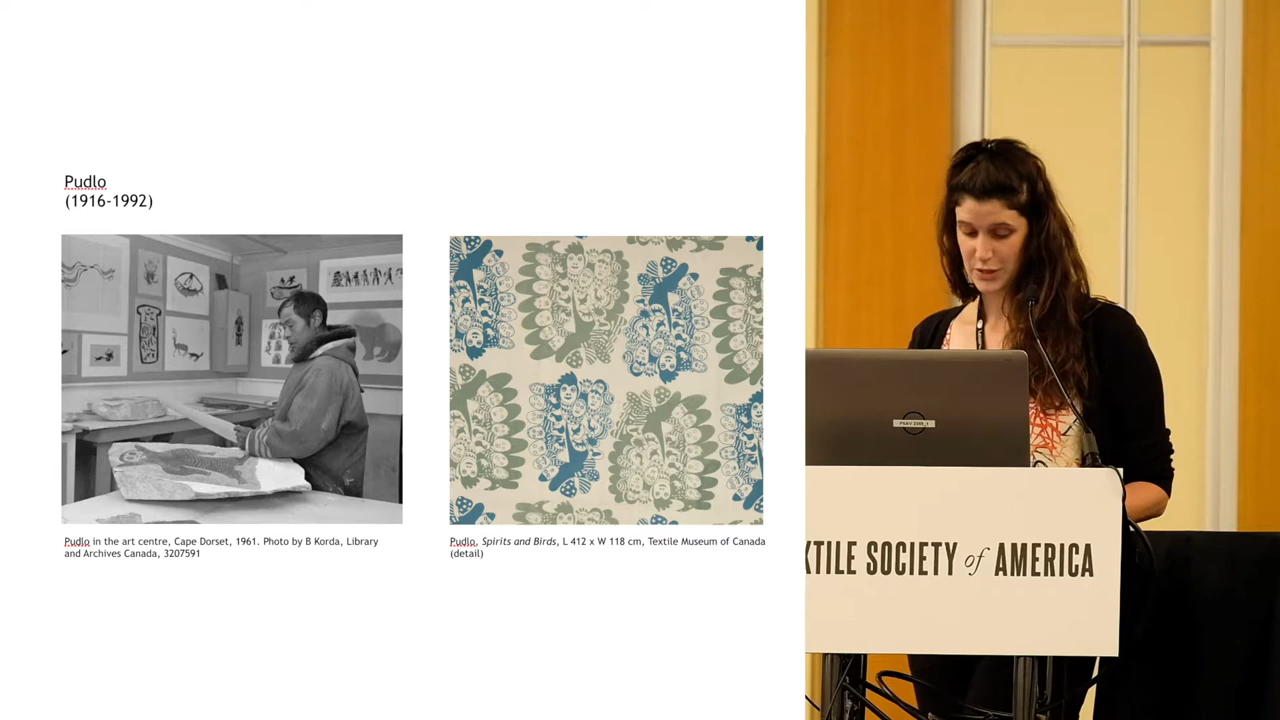 Pudlo
(1916-1992)
Pudlo in the art centre, Cape Dorset, 1961. Photo by B Korda, Library
and Archives Canada, 3207591
Pudlo, Spirits and Birds, L 412 x W 118 cm, Textile Museum of Canada
(detail)
XTILE SOCIETY of AMERICA